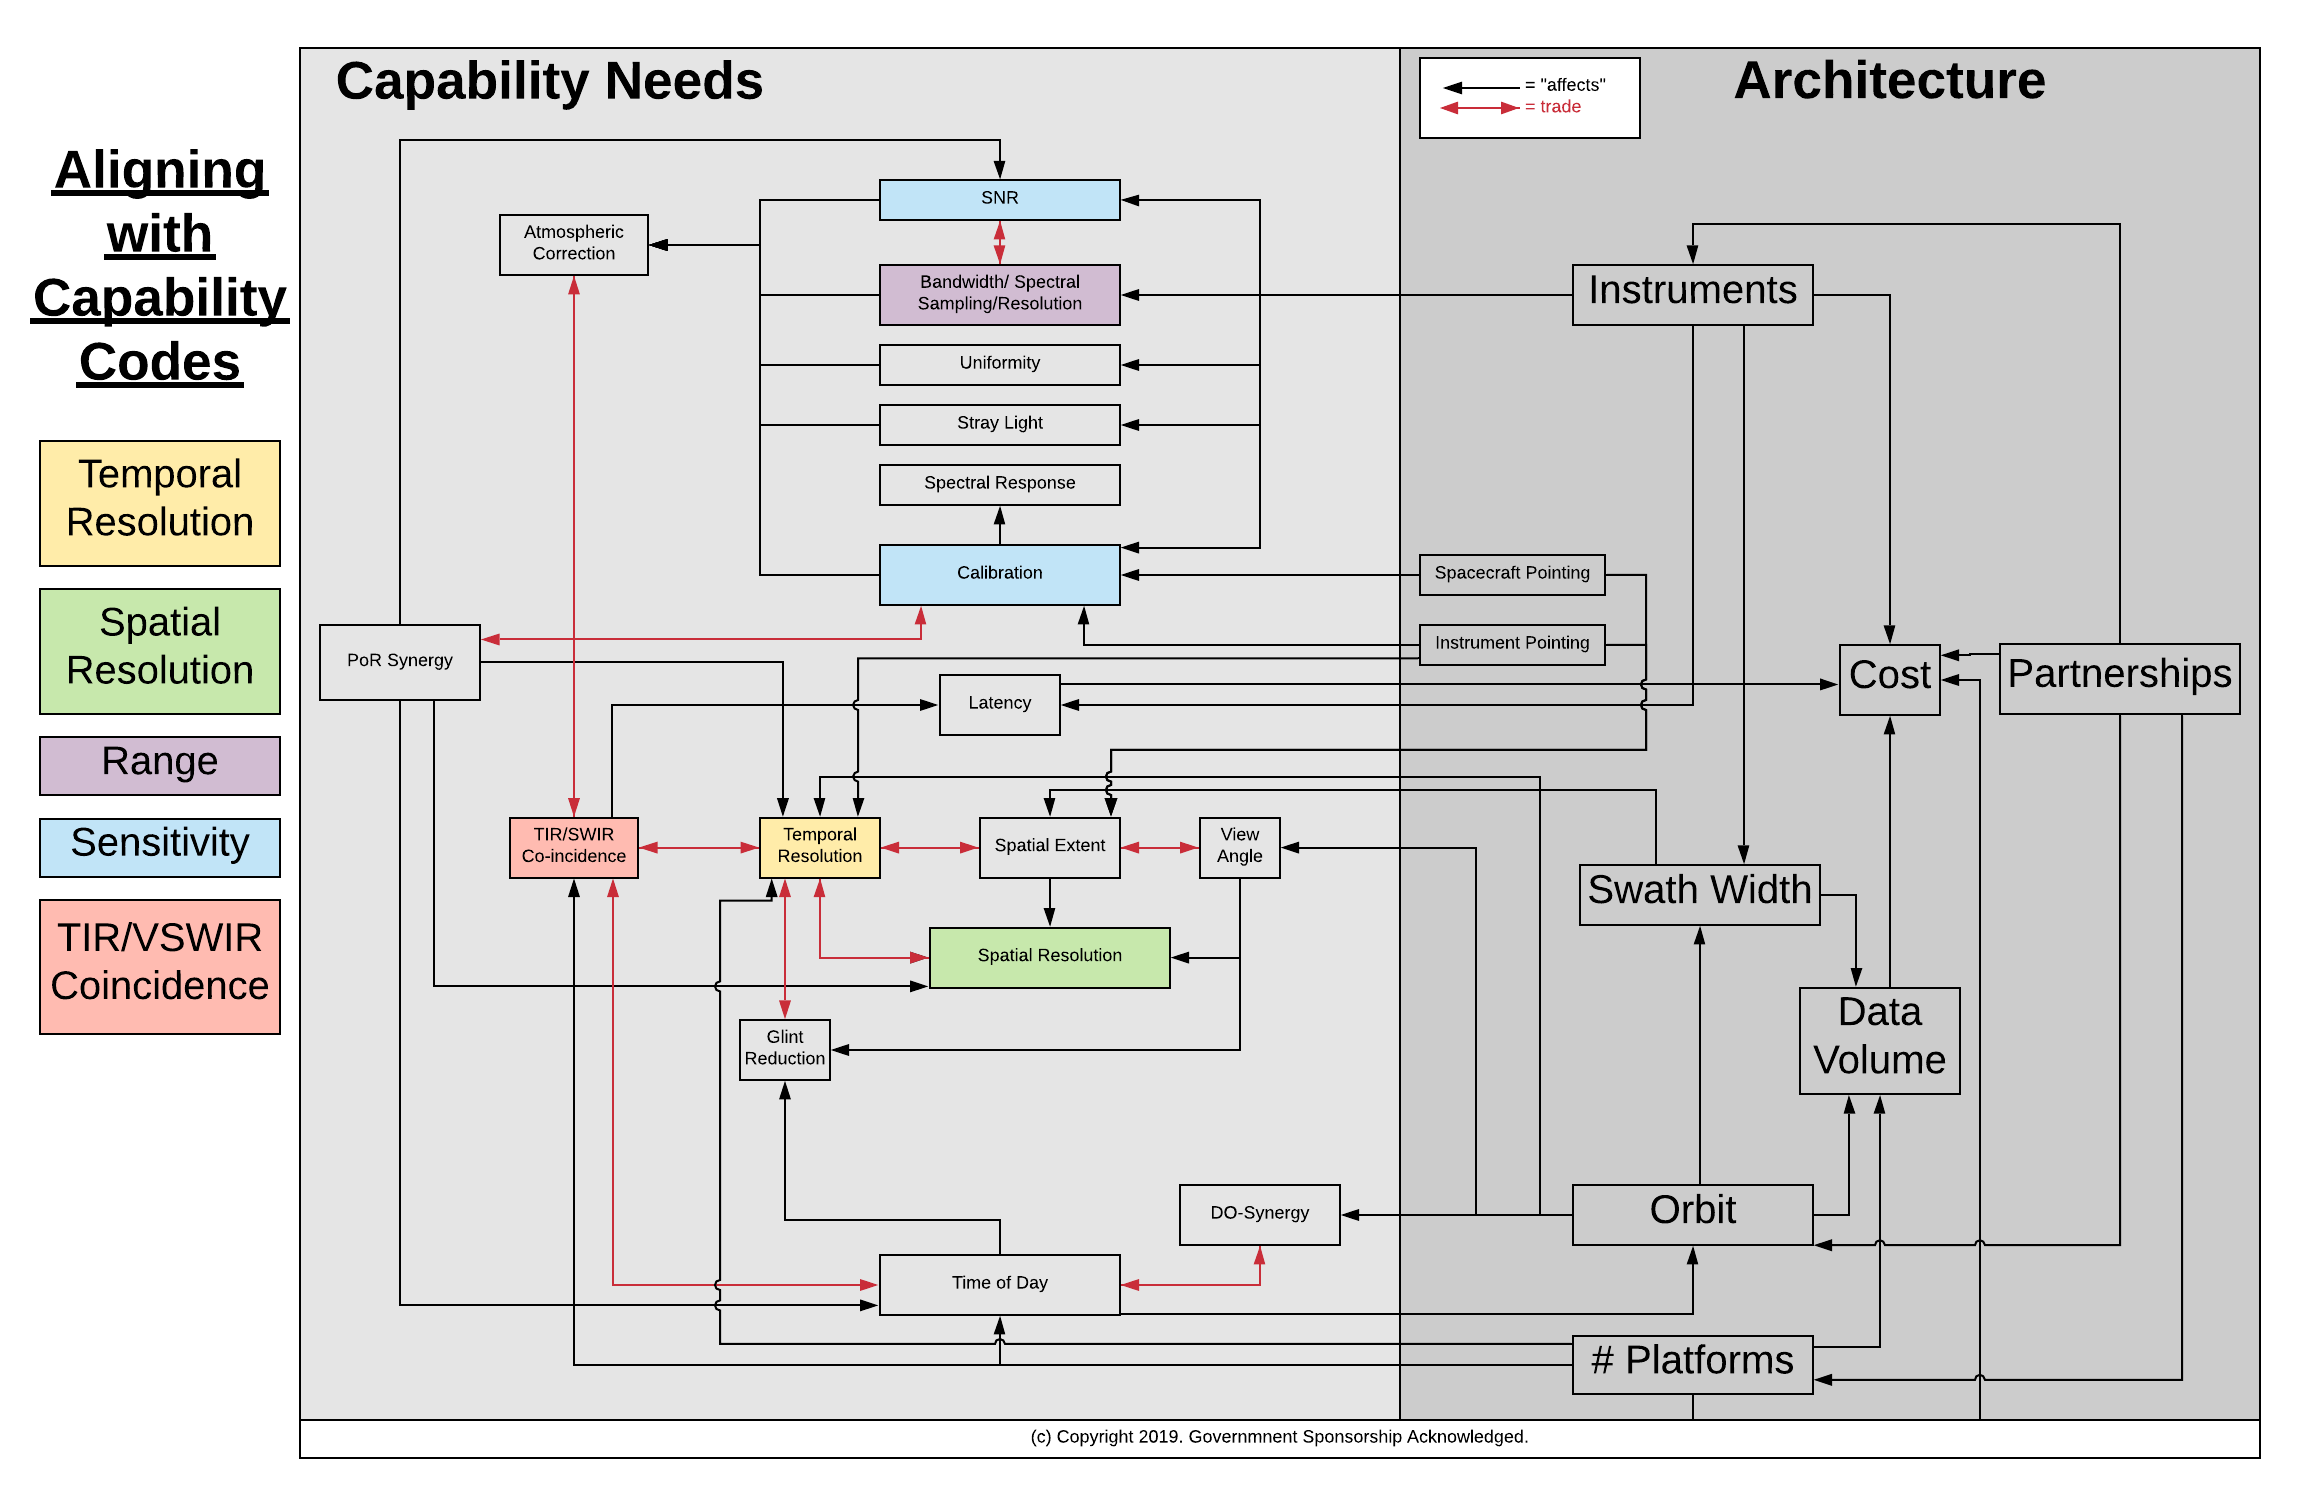 Capability Needs
Architecture
= "affects"
= trade
Aligning
with
Capability
Codes
Temporal
Resolution
Spatial
Resolution
Range
Sensitivity
TIR/VSWIR
Coincidence
SNR
Atmospheric
Correction
Bandwidth/ Spectral
Sampling/Resolution
Uniformity
Stray Light
Spectral Response
Calibration
PoR Synergy
Latency
TIR/SWIR
Co-incidence
Temporal
Resolution
Spatial Extent
View
Angle
Spatial Resolution
Glint
Reduction
DO-Synergy
Time of Day
Instruments
Spacecraft Pointing
Instrument Pointing
Cost
Partnerships
Swath Width
Data
Volume
Orbit
# Platforms
(c) Copyright 2019. Governmnent Sponsorship Acknowledged.